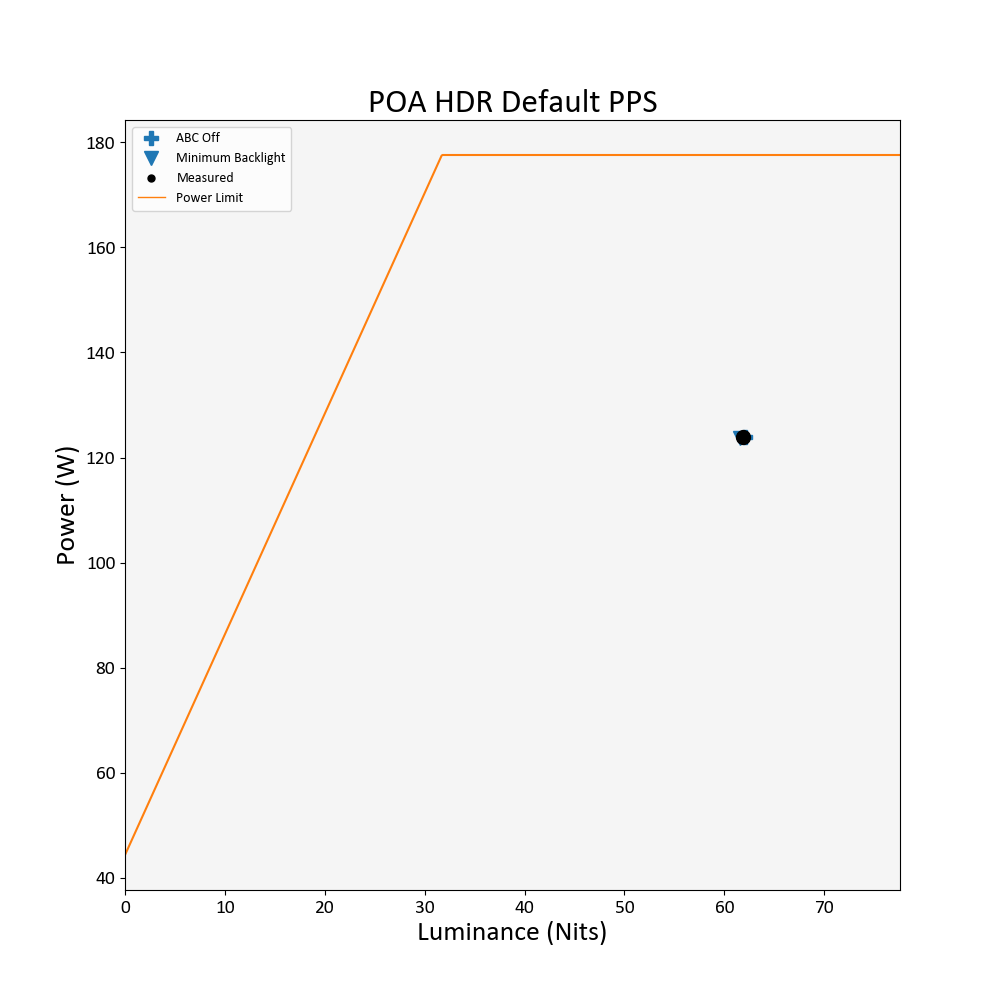 POA HDR Default PPS
ABC Off
Minimum Backlight
Measured
Power Limit
180
160
140
120
100
80
60
40
Power (W)
0 10 20 30 40 50 60 70
Luminance (Nits)